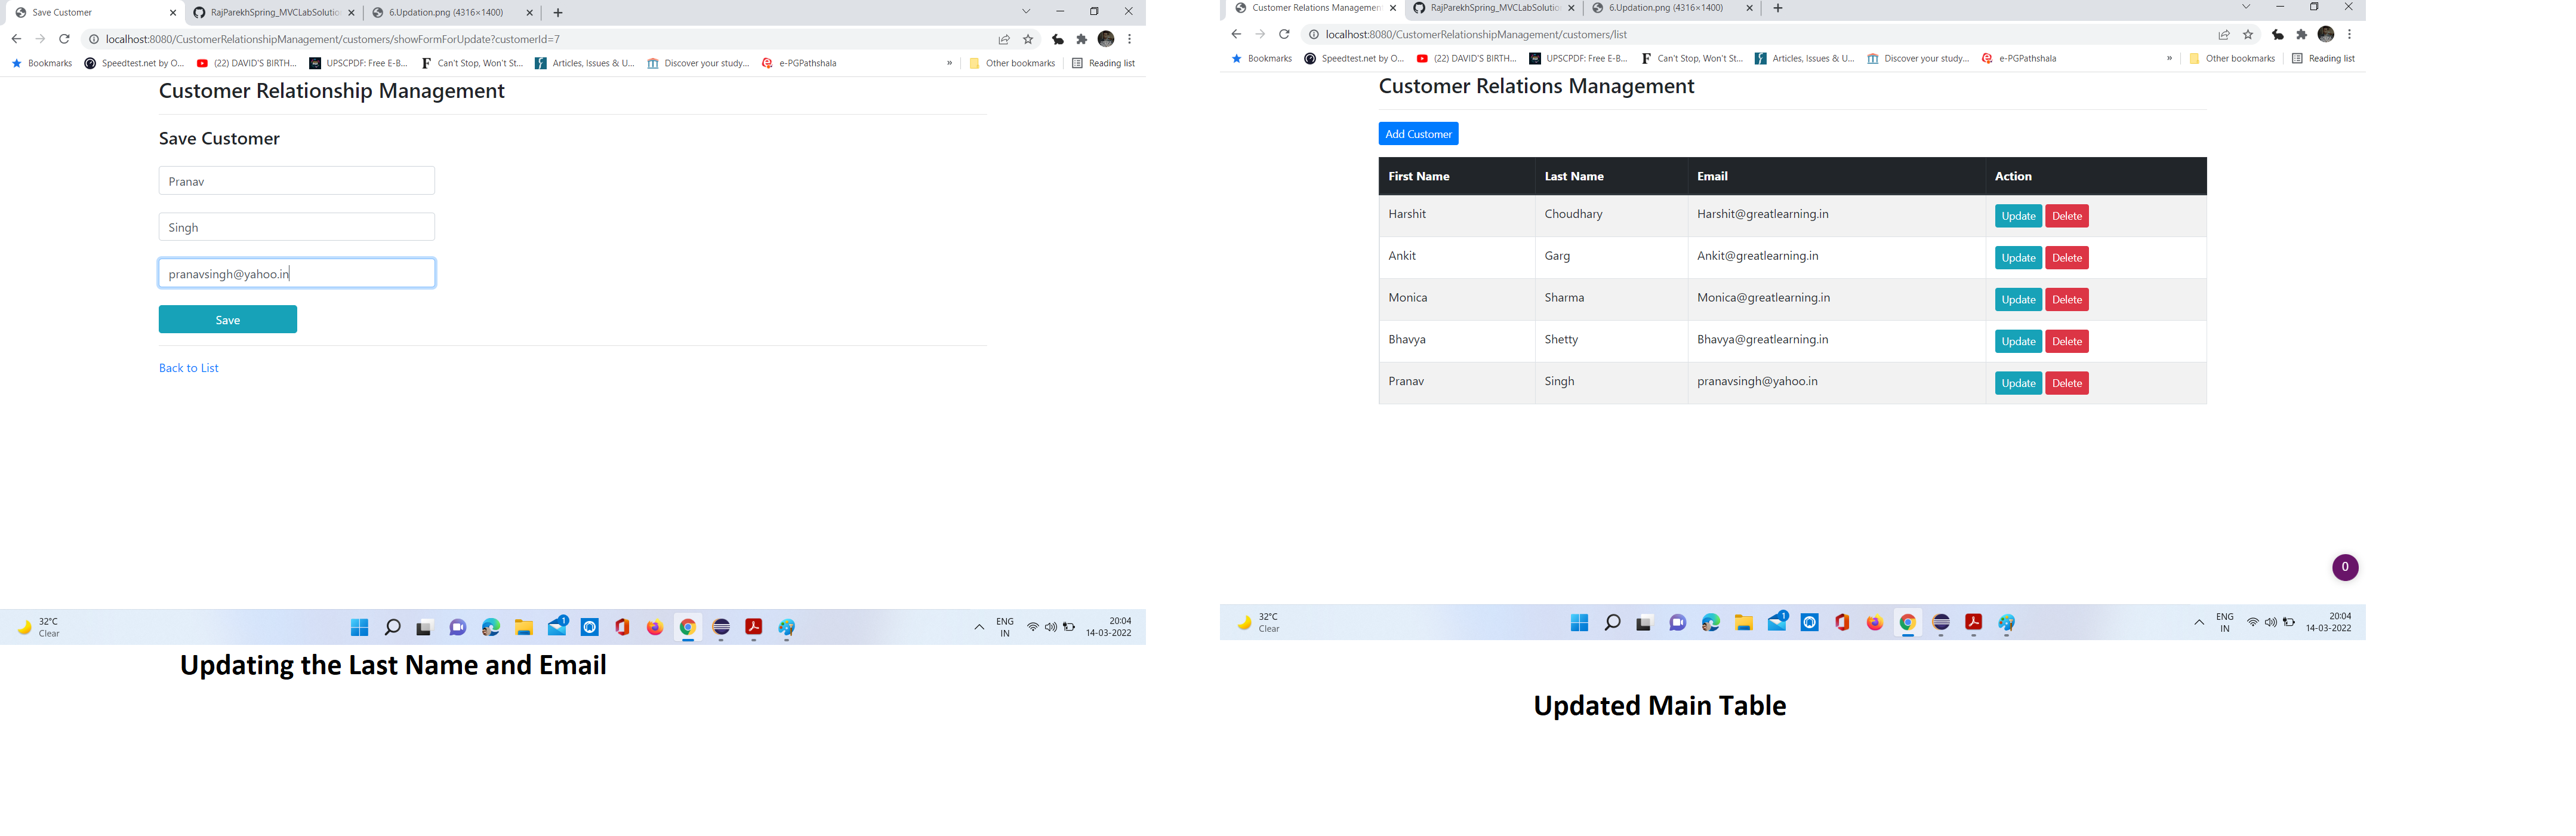 Save Customer
RajParekhSpring_MVCLabSolutio
6.Updation.png (4316×1400)
localhost:8080/CustomerRelationshipManagement/customers/showFormForUpdate?customerId=7
Bookmarks
Speedtest.net by O...
(22) DAVID'S BIRTH...
UPSCPDF: Free E-B...
Can't Stop, Won't St...
Articles, Issues & U...
Discover your study...
e-PGPathshala
»
Other bookmarks
Reading list
Customer Relationship Management
Save Customer
Pranav
Singh
pranavsingh@yahoo.in
Save
Back to List
32°C
Clear
1
ENG
IN
20:04
14-03-2022
Updating the Last Name and Email
Customer Relations Managemen
RajParekhSpring_MVCLabSolutio
6.Updation.png (4316×1400)
localhost:8080/CustomerRelationshipManagement/customers/list
Bookmarks
Speedtest.net by O...
(22) DAVID'S BIRTH...
UPSCPDF: Free E-B...
Can't Stop, Won't St...
Articles, Issues & U...
Discover your study...
e-PGPathshala
»
Other bookmarks
Reading list
Customer Relations Management
Add Customer
First Name Last Name Email Action
Harshit Choudhary Harshit@greatlearning.in Update Delete
Ankit Garg Ankit@greatlearning.in Update Delete
Monica Sharma Monica@greatlearning.in Update Delete
Bhavya Shetty Bhavya@greatlearning.in Update Delete
Pranav Singh pranavsingh@yahoo.in Update Delete
0
32°C
Clear
1
ENG
IN
20:04
14-03-2022
Updated Main Table